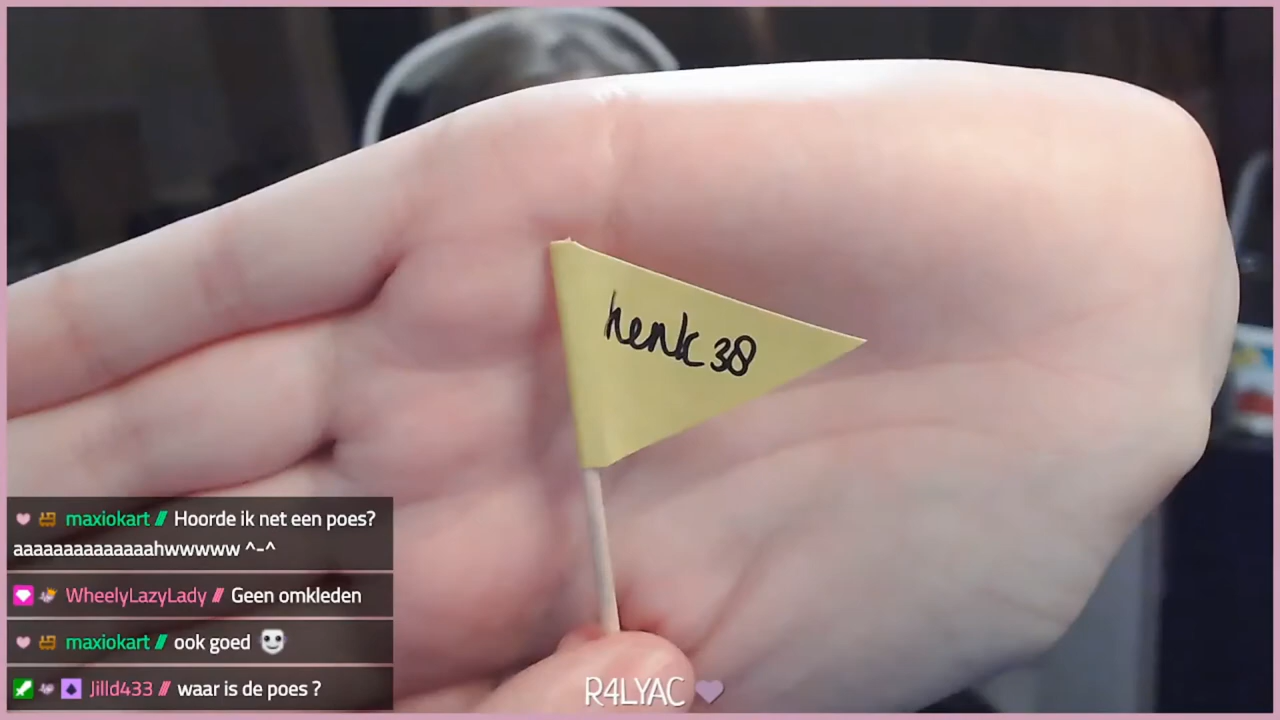 henk38
maxiokart // Hoorde ik net een poes?
aaaaaaaaaaaaaahwwwww ^-^
WheelyLazyLady // Geen omkleden
maxiokart // ook goed
Jilld433 // waar is de poes ?
R4LYAC